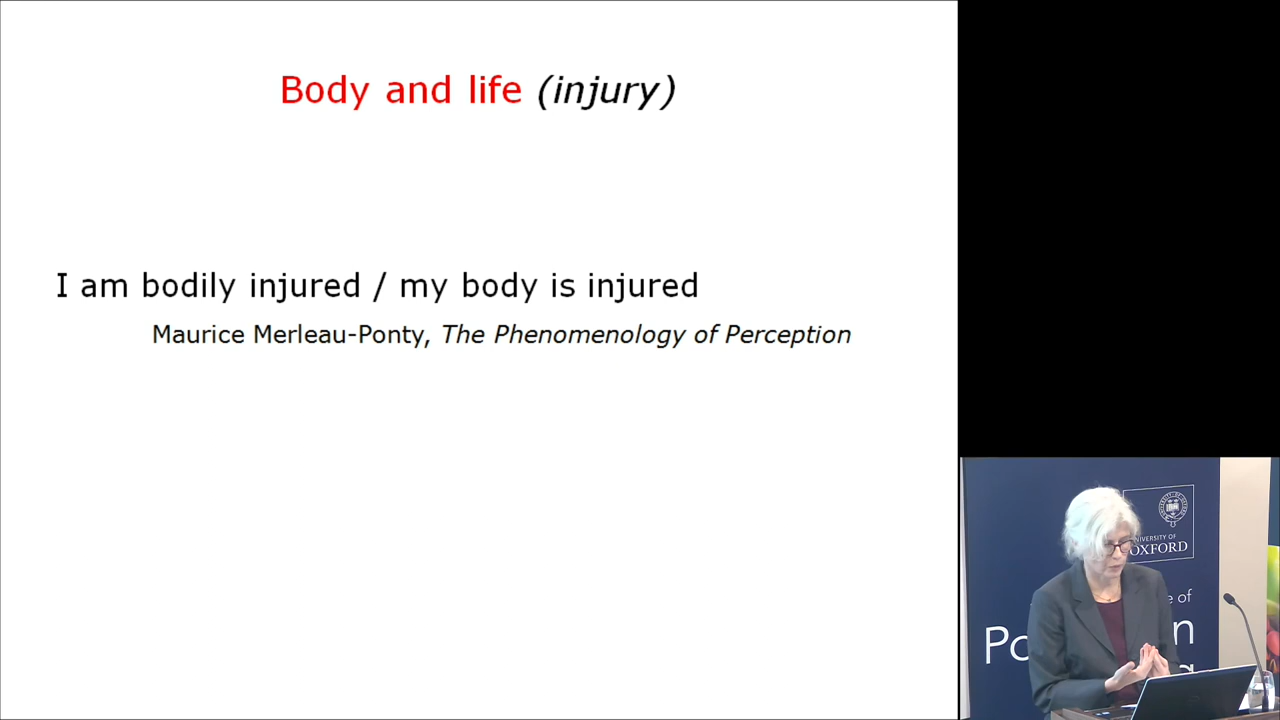 Body and life (injury)
I am bodily injured / my body is injured
Maurice Merleau-Ponty, The Phenomenology of Perception
UNIVERSITY OF
OXFORD
of